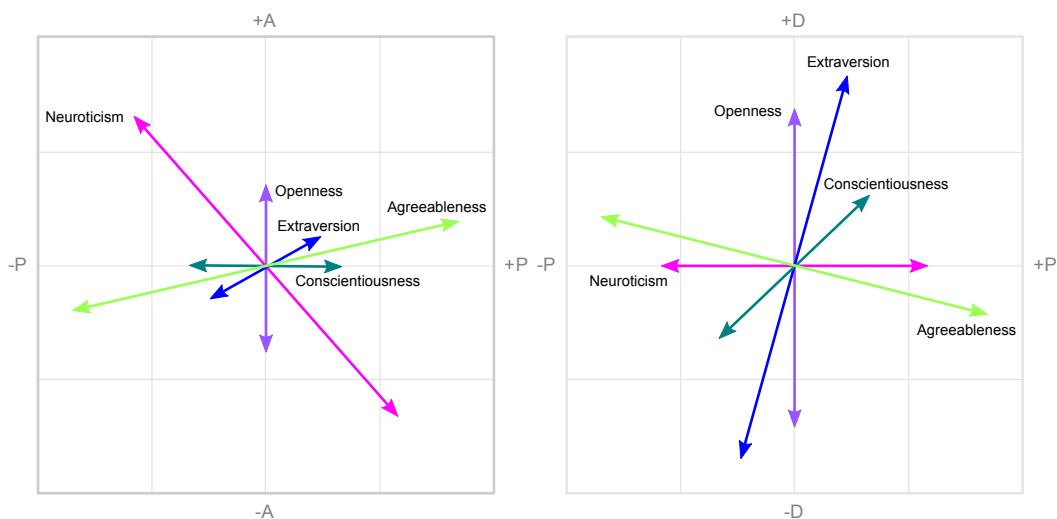 +A
Neuroticism
Openness
Agreeableness
Extraversion
-P
+P
Conscientiousness
-A
+D
Extraversion
Openness
Conscientiousness
-P
+P
Neuroticism
Agreeableness
-D